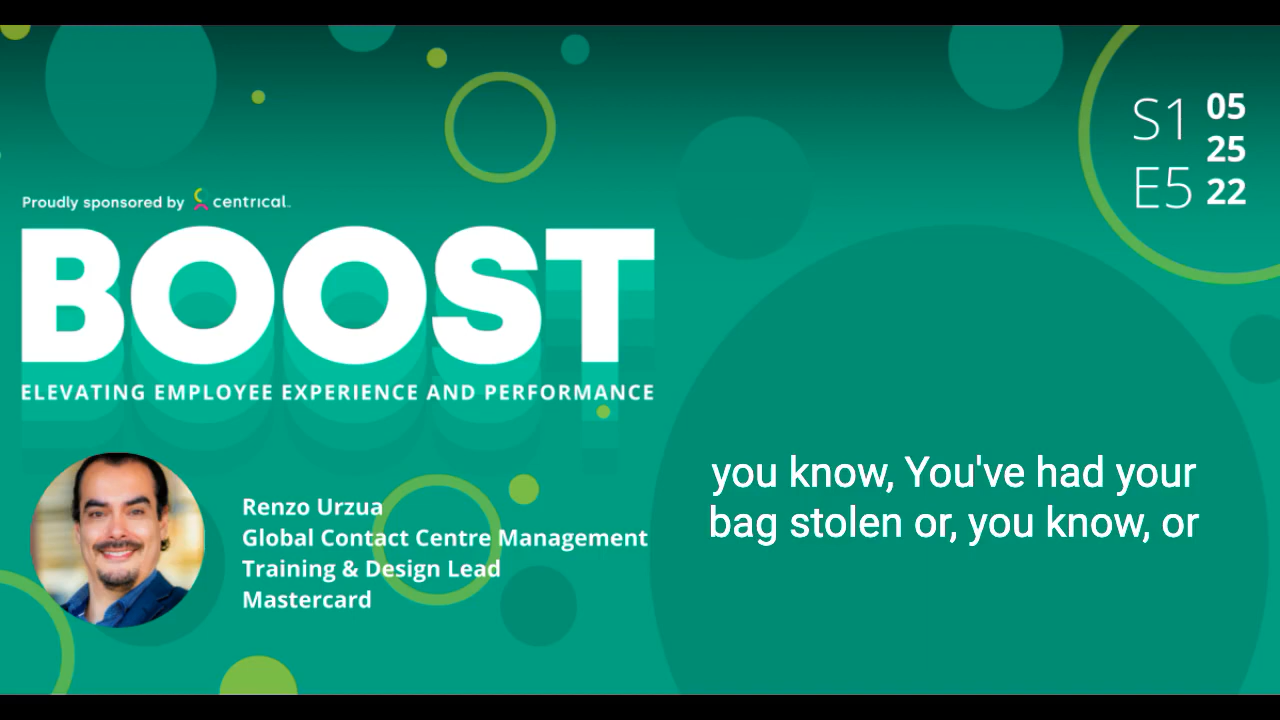 S1 05
25
E5 22
Proudly sponsored by centrical
BOOST
ELEVATING EMPLOYEE EXPERIENCE AND PERFORMANCE
Renzo Urzua
Global Contact Centre Management
Training & Design Lead
Mastercard
you know, You've had your
bag stolen or, you know, or